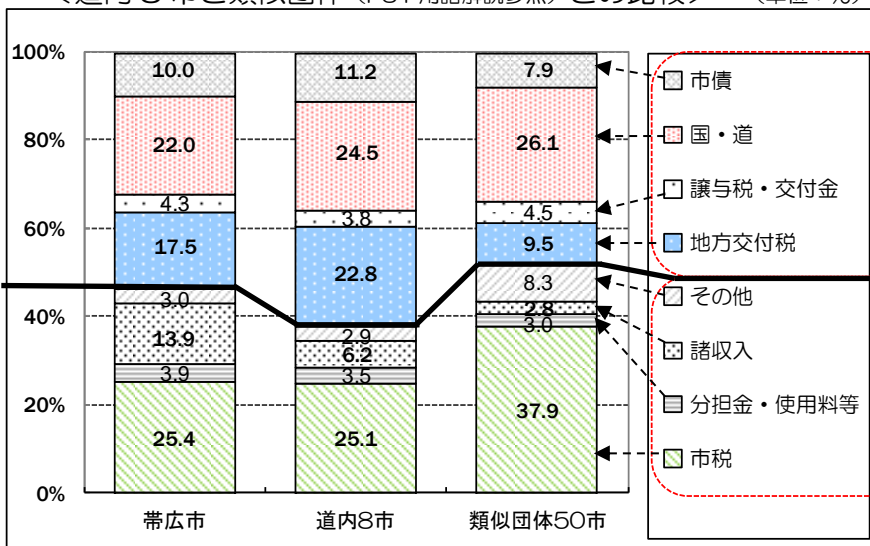 100%
80%
60%
40%
20%
0%
10.0
22.0
4.3
17.5
3.0
13.9
3.9
25.4
11.2
24.5
3.8
22.8
2.9
6.2
3.5
25.1
7.9
26.1
4.5
9.5
8.3
2.8
3.0
37.9
帯広市
道内8市
類似団体50市
市債
国・道
譲与税・交付金
地方交付税
その他
諸収入
分担金・使用料等
市税